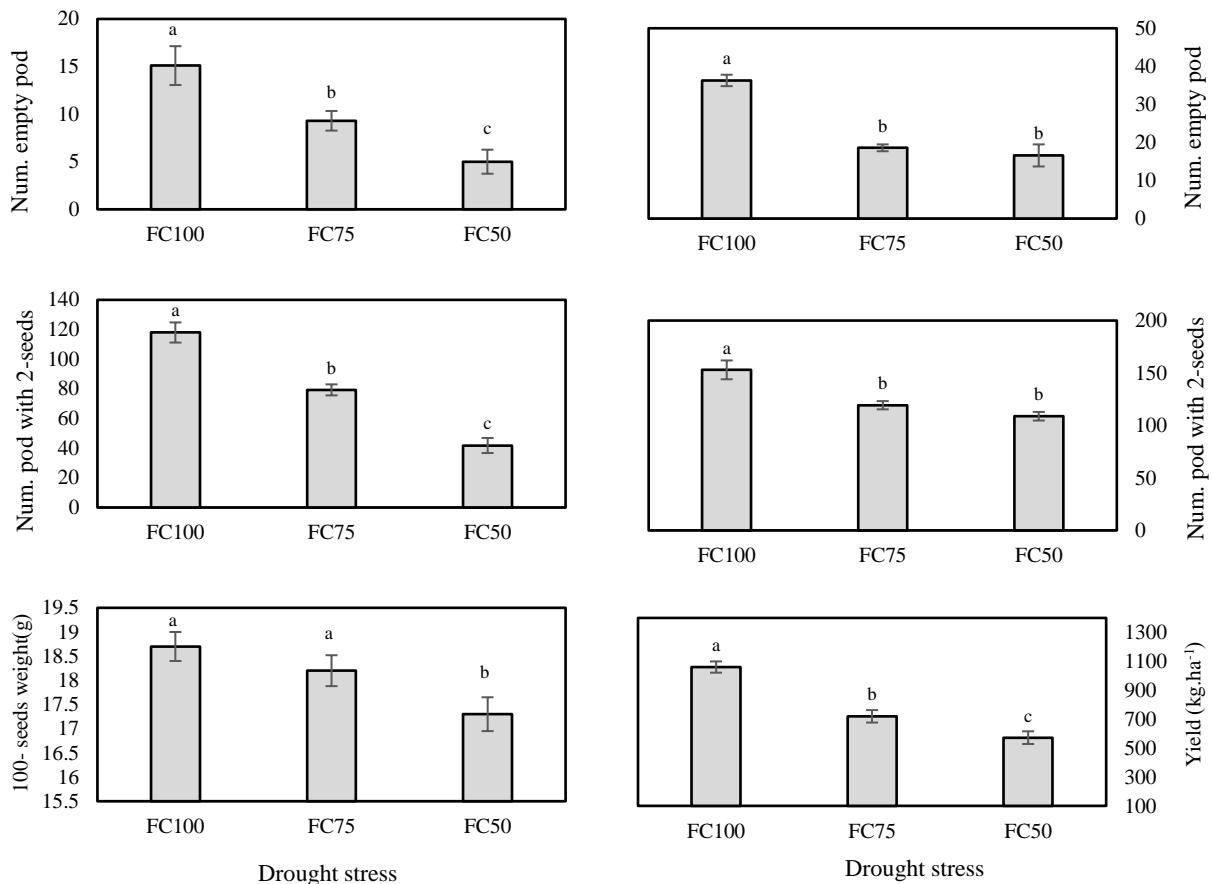 Num. empty pod
20
15
10
5
0
a
b
c
FC100 FC75 FC50
Num. empty pod
50
40
30
20
10
0
a
b
b
FC100 FC75 FC50
Num. pod with 2-seeds
140
120
100
80
60
40
20
0
a
b
c
FC100 FC75 FC50
Num. pod with 2-seeds
200
150
100
50
0
a
b
b
FC100 FC75 FC50
100- seeds weight(g)
19.5
19
18.5
18
17.5
17
16.5
16
15.5
a
a
b
FC100 FC75 FC50
Drought stress
Yield (kg.ha⁻¹)
1300
1100
900
700
500
300
100
a
b
c
FC100 FC75 FC50
Drought stress